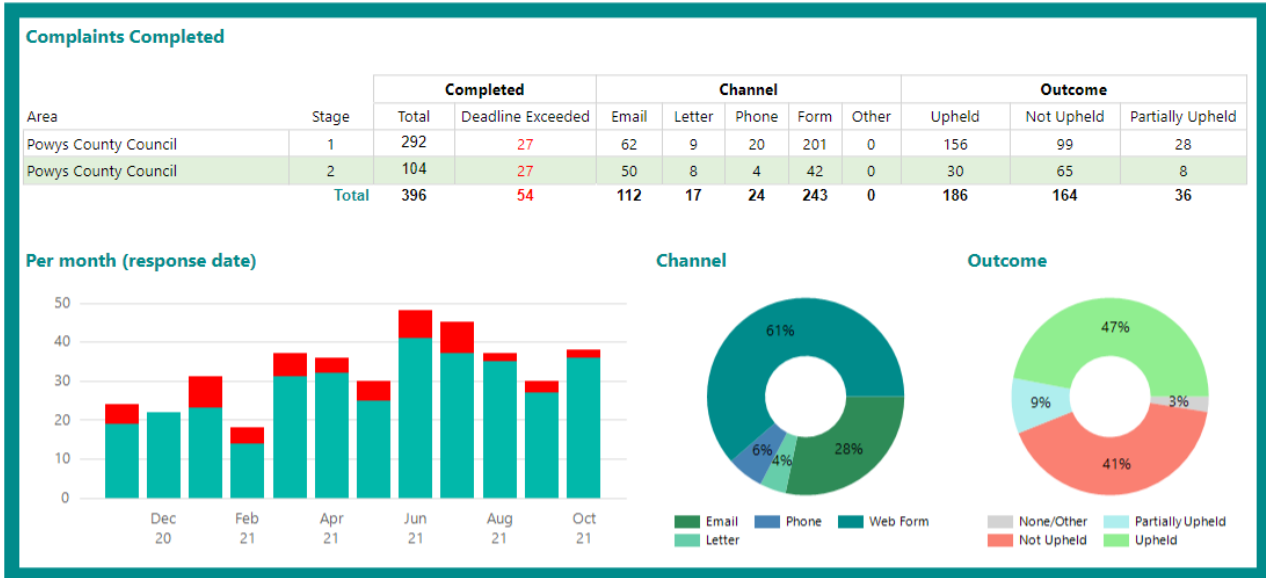 Complaints Completed
Completed Channel Outcome
Area Stage Total Deadline Exceeded Email Letter Phone Form Other Upheld Not Upheld Partially Upheld
Powys County Council 1 292 27 62 9 20 201 0 156 99 28
Powys County Council 2 104 27 50 8 4 42 0 30 65 8
Total 396 54 112 17 24 243 0 186 164 36
Per month (response date) Channel Outcome
50
40
30
20
10
0
Dec Feb Apr Jun Aug Oct
20 21 21 21 21 21
61%
6%
4%
28%
Email Phone Web Form
Letter
47%
9%
3%
41%
None/Other Partially Upheld
Not Upheld Upheld